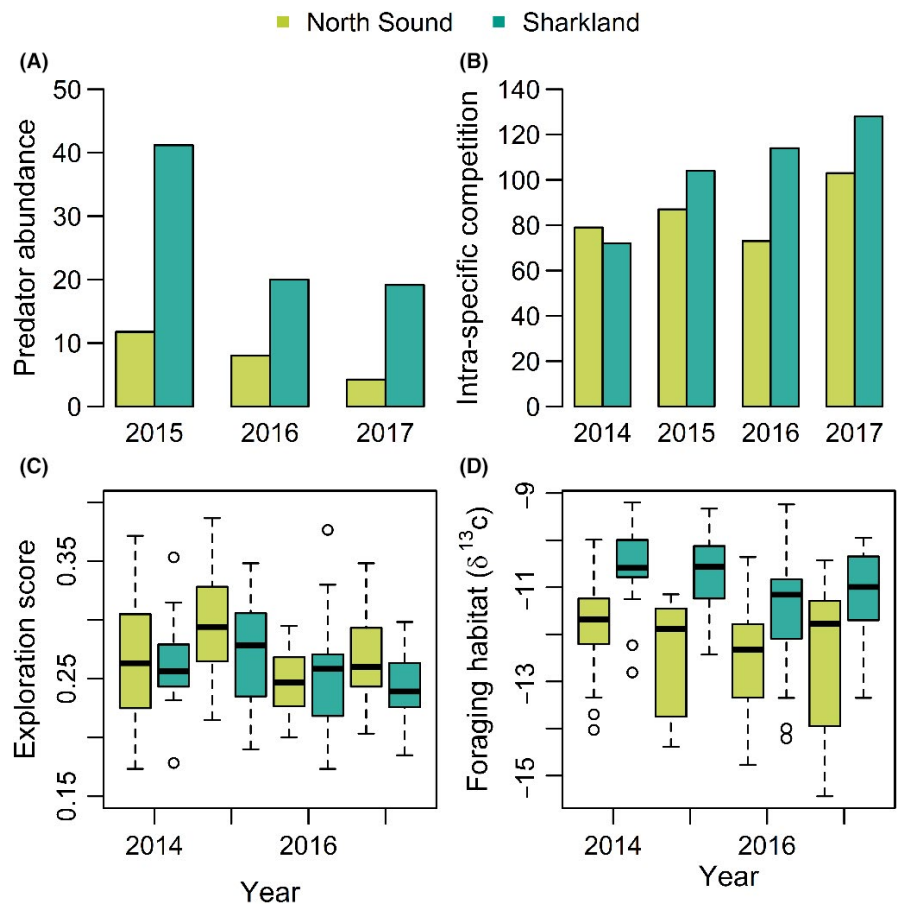 North Sound Sharkland
(A)
Predator abundance
50
40
30
20
10
0
2015 2016 2017
(B)
Intra-specific competition
140
120
100
80
60
40
20
0
2014 2015 2016 2017
(C)
Exploration score
0.35
0.25
0.15
2014 2016
Year
(D)
Foraging habitat (δ¹³c)
−9
−11
−13
−15
2014 2016
Year